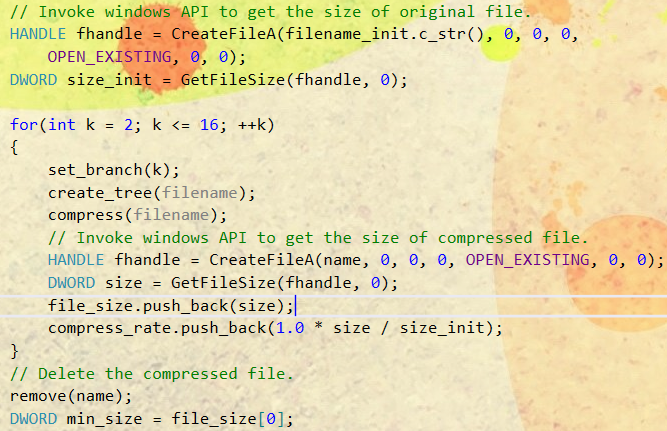 // Invoke windows API to get the size of original file.
HANDLE fhandle = CreateFileA(filename_init.c_str(), 0, 0, 0,
    OPEN_EXISTING, 0, 0);
DWORD size_init = GetFileSize(fhandle, 0);

for(int k = 2; k <= 16; ++k)
{
    set_branch(k);
    create_tree(filename);
    compress(filename);
    // Invoke windows API to get the size of compressed file.
    HANDLE fhandle = CreateFileA(name, 0, 0, 0, OPEN_EXISTING, 0, 0);
    DWORD size = GetFileSize(fhandle, 0);
    file_size.push_back(size);
    compress_rate.push_back(1.0 * size / size_init);
}
// Delete the compressed file.
remove(name);
DWORD min_size = file_size[0];